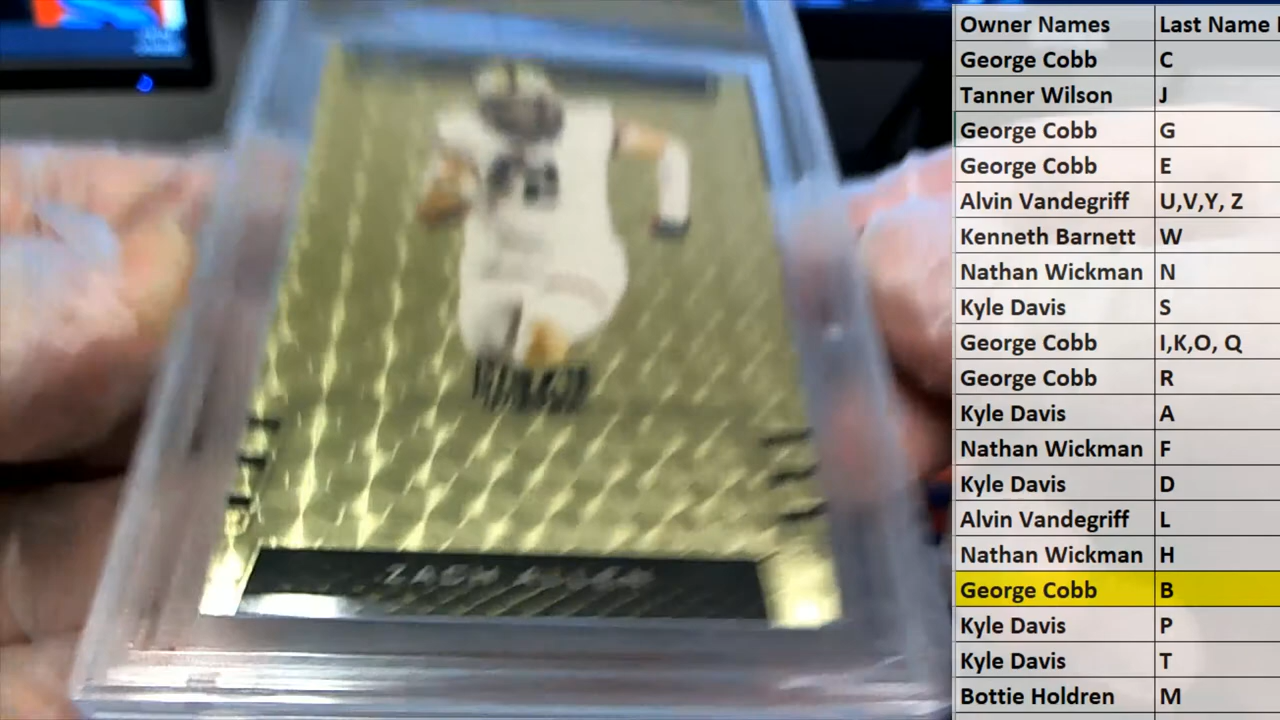 Owner Names Last Name
George Cobb C
Tanner Wilson J
George Cobb G
George Cobb E
Alvin Vandegriff U,V,Y, Z
Kenneth Barnett W
Nathan Wickman N
Kyle Davis S
George Cobb I,K,O, Q
George Cobb R
Kyle Davis A
Nathan Wickman F
Kyle Davis D
Alvin Vandegriff L
Nathan Wickman H
George Cobb B
Kyle Davis P
Kyle Davis T
Bottie Holdren M
ZACH ALLEN